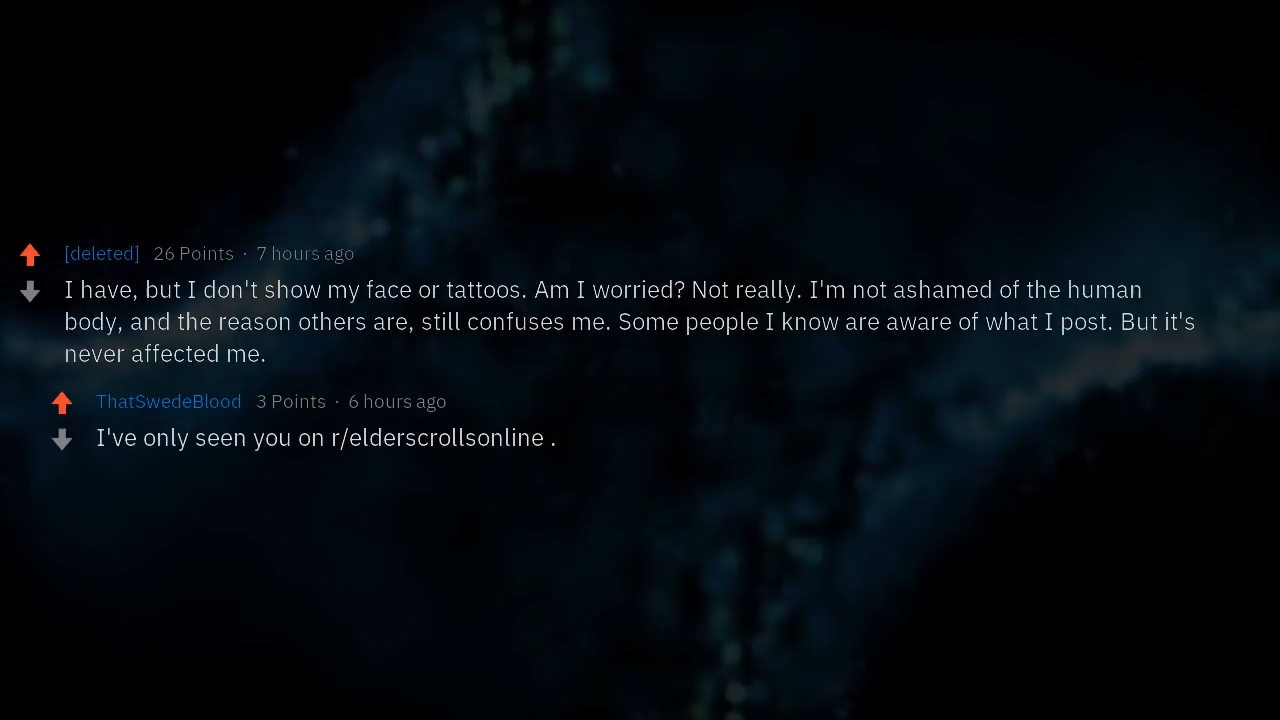 [deleted] 26 Points · 7 hours ago
I have, but I don't show my face or tattoos. Am I worried? Not really. I'm not ashamed of the human
body, and the reason others are, still confuses me. Some people I know are aware of what I post. But it's
never affected me.
ThatSwedeBlood 3 Points · 6 hours ago
I've only seen you on r/elderscrollsonline .